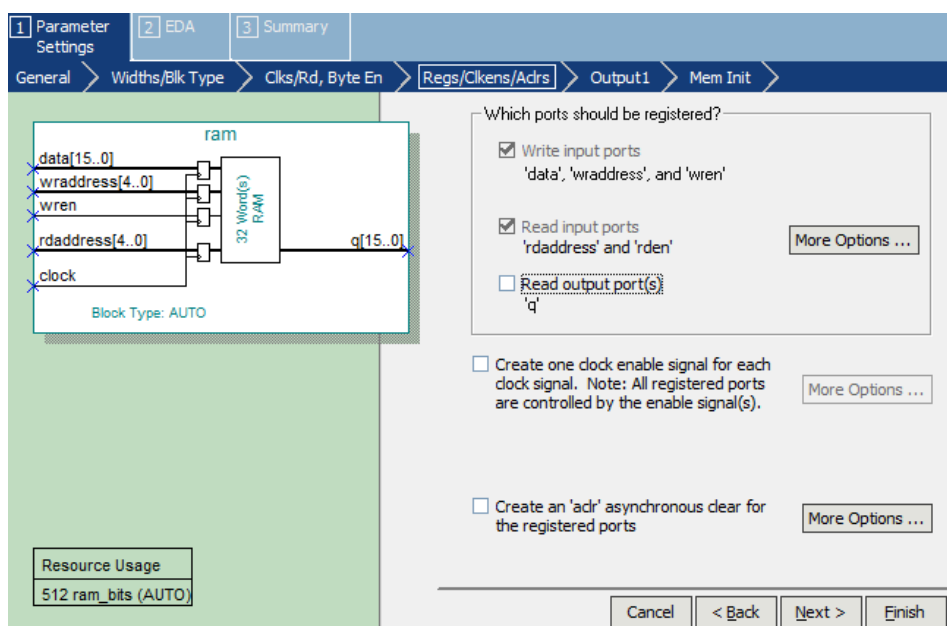 1 Parameter Settings
2 EDA
3 Summary
General
Widths/Blk Type
Clks/Rd, Byte En
Regs/Clkens/Aclrs
Output1
Mem Init
ram
data[15..0]
wraddress[4..0]
wren
rdaddress[4..0]
clock
32 Word(s)
RAM
q[15..0]
Block Type: AUTO
Resource Usage
512 ram_bits (AUTO)
Which ports should be registered?
Write input ports
'data', 'wraddress', and 'wren'
Read input ports
'rdaddress' and 'rden'
More Options ...
Read output port(s)
'q'
Create one clock enable signal for each
clock signal. Note: All registered ports
are controlled by the enable signal(s).
More Options ...
Create an 'aclr' asynchronous clear for
the registered ports
More Options ...
Cancel
< Back
Next >
Finish